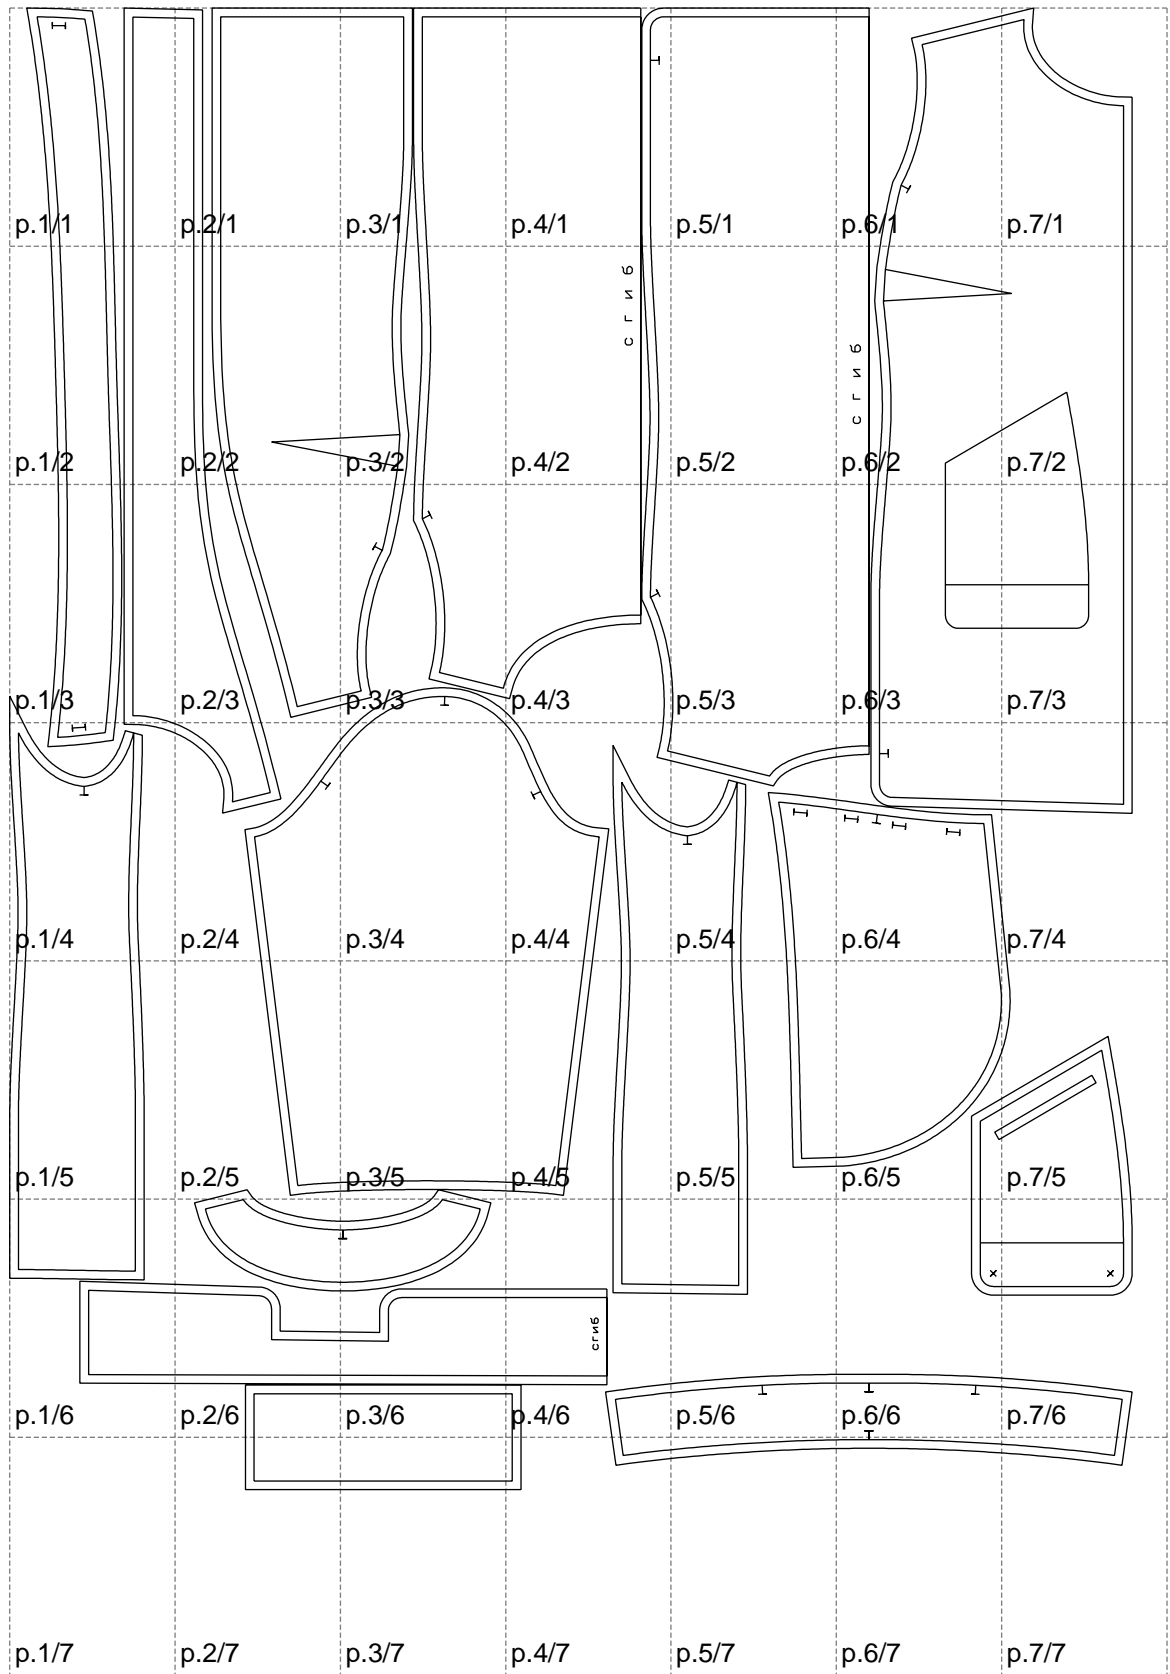 p.1/1 p.2/1 p.3/1 p.4/1 p.5/1 p.6/1 p.7/1
сгиб
сгиб
p.1/2 p.2/2 p.3/2 p.4/2 p.5/2 p.6/2 p.7/2
p.1/3 p.2/3 p.3/3 p.4/3 p.5/3 p.6/3 p.7/3
p.1/4 p.2/4 p.3/4 p.4/4 p.5/4 p.6/4 p.7/4
p.1/5 p.2/5 p.3/5 p.4/5 p.5/5 p.6/5 p.7/5
сгиб
p.1/6 p.2/6 p.3/6 p.4/6 p.5/6 p.6/6 p.7/6
p.1/7 p.2/7 p.3/7 p.4/7 p.5/7 p.6/7 p.7/7